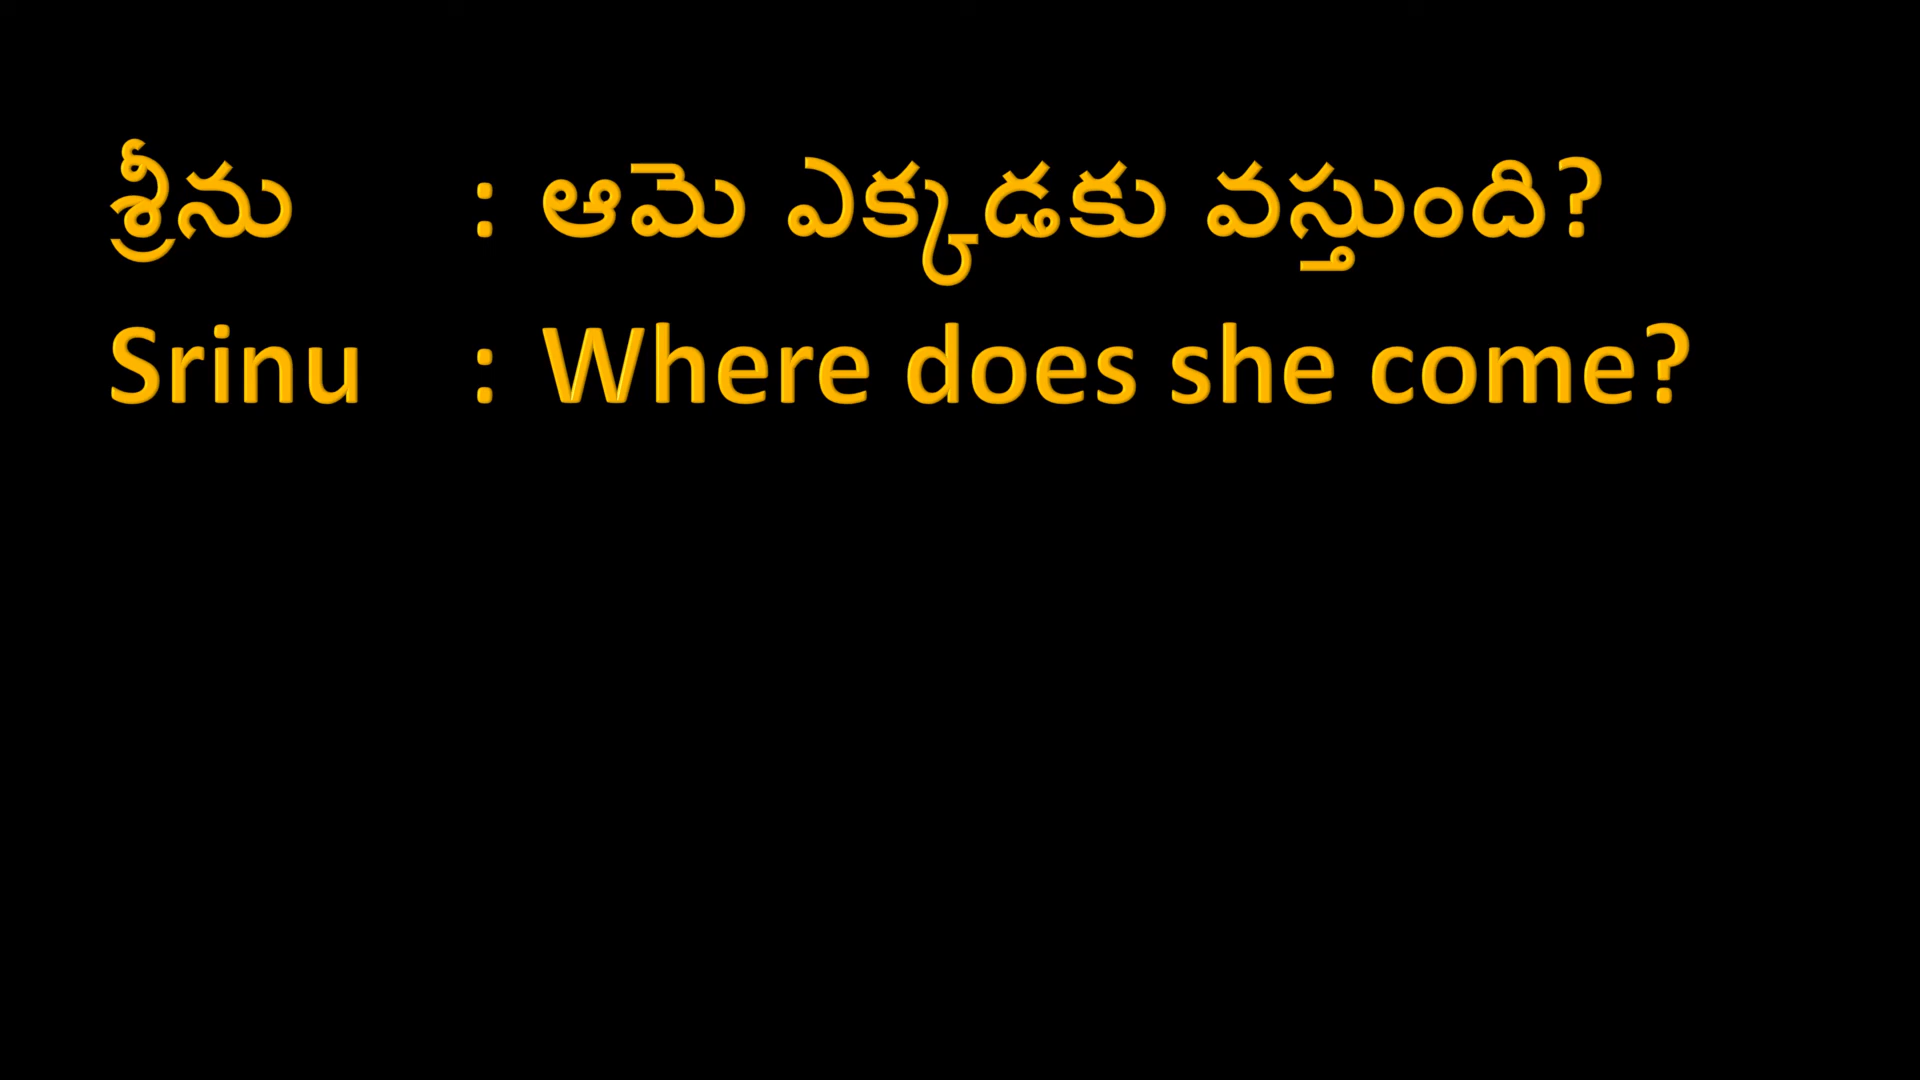 శ్రీను : ఆమె ఎక్కడకు వస్తుంది?
Srinu : Where does she come?